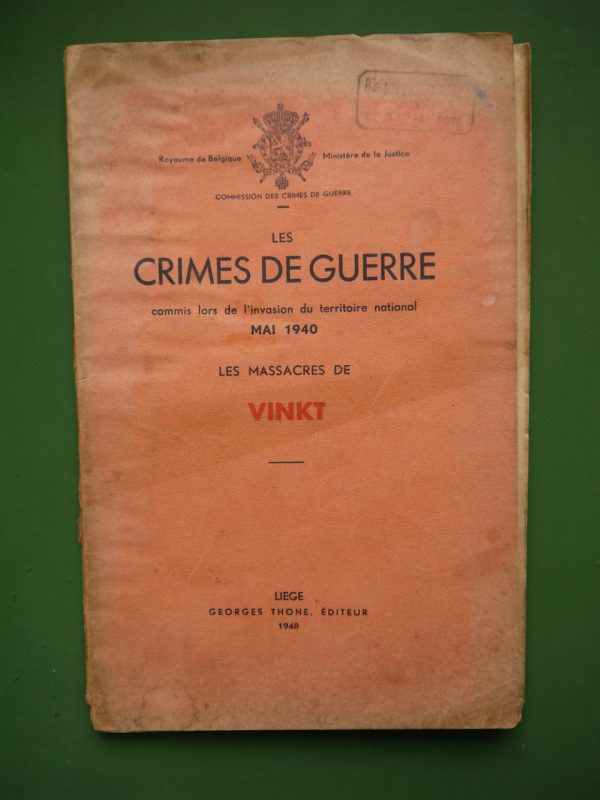 Royaume de Belgique Ministère de la Justice
COMMISSION DES CRIMES DE GUERRE
LES
CRIMES DE GUERRE
commis lors de l'invasion du territoire national
MAI 1940
LES MASSACRES DE
VINKT
LIEGE
GEORGES THONE, ÉDITEUR
1948